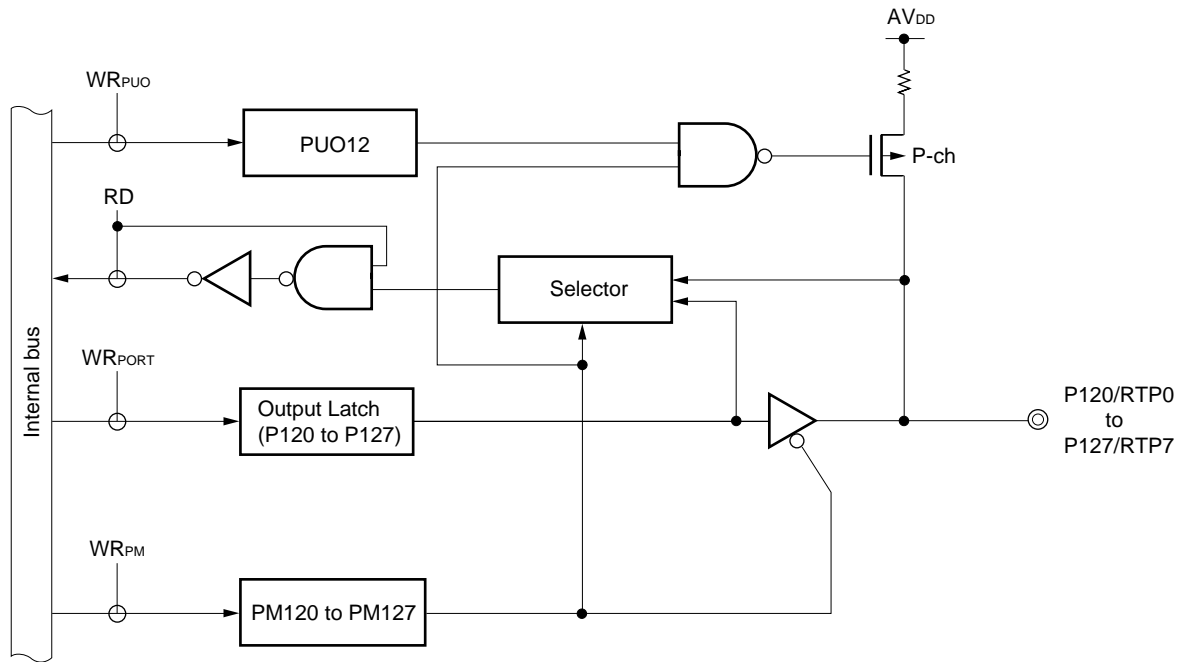 AVDD
WRPUO
PUO12
P-ch
RD
Selector
Internal bus
WRPORT
Output Latch
(P120 to P127)
P120/RTP0
to
P127/RTP7
WRPM
PM120 to PM127